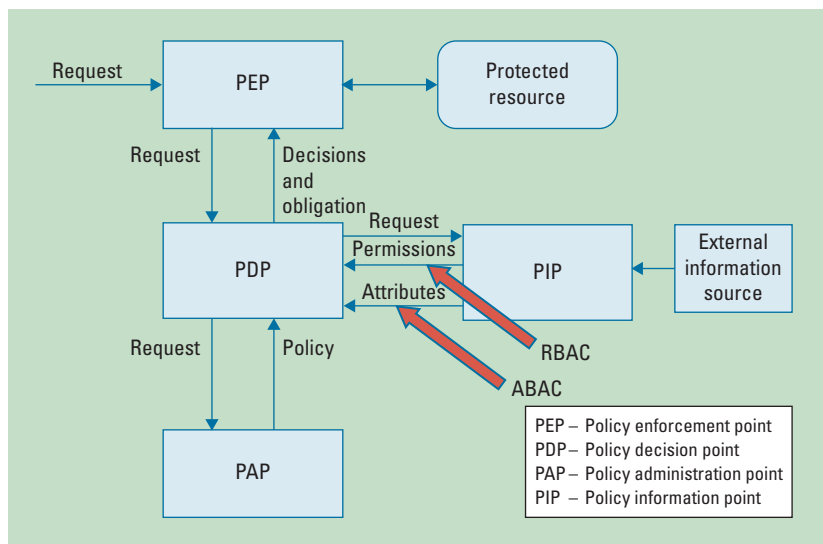 Request
PEP
Protected
resource
Request
Decisions
and
obligation
Request
Permissions
PDP
PIP
External
information
source
Attributes
Request
Policy
RBAC
ABAC
PAP
PEP – Policy enforcement point
PDP – Policy decision point
PAP – Policy administration point
PIP – Policy information point